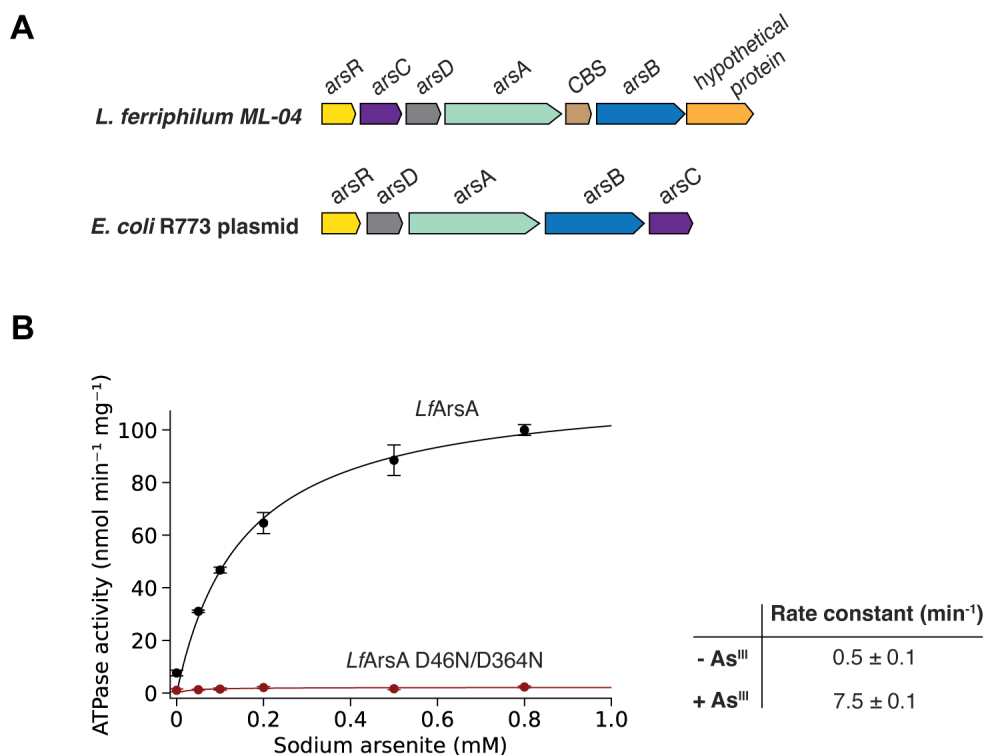 A
arsR arsC arsD arsA CBS arsB hypothetical protein
L. ferriphilum ML-04
arsR arsD arsA arsB arsC
E. coli R773 plasmid
B
ATPase activity (nmol min⁻¹ mg⁻¹)
100
80
60
40
20
0
LfArsA
LfArsA D46N/D364N
0 0.2 0.4 0.6 0.8 1.0
Sodium arsenite (mM)
Rate constant (min⁻¹)
- Asᴵᴵᴵ 0.5 ± 0.1
+ Asᴵᴵᴵ 7.5 ± 0.1